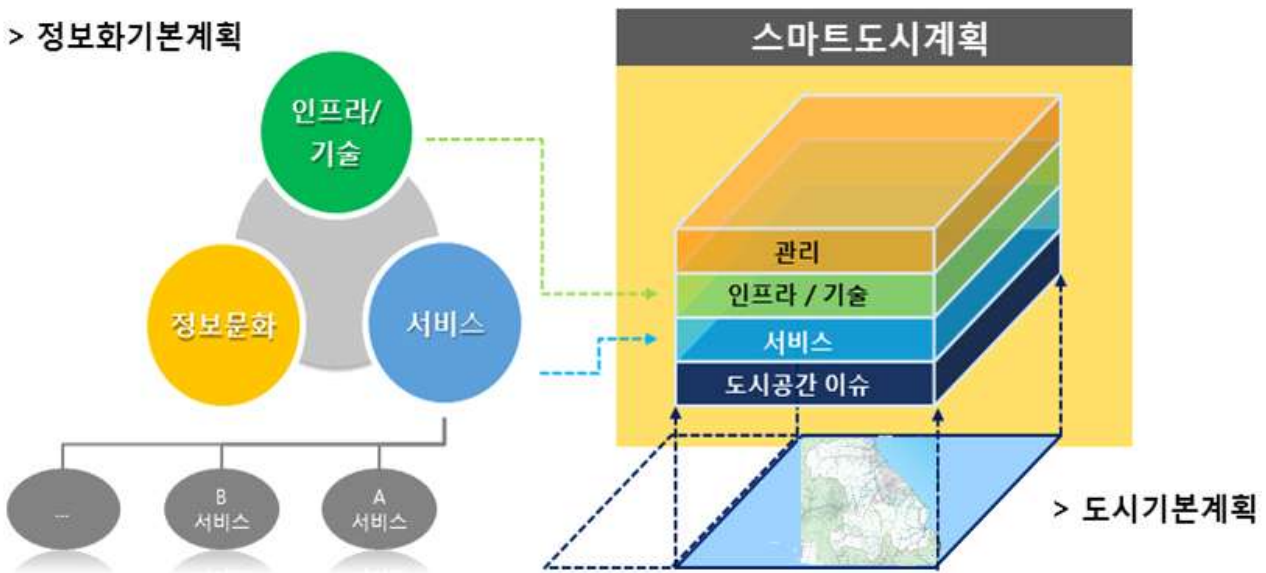 > 정보화기본계획
스마트도시계획
인프라/
기술
정보문화
서비스
관리
인프라 / 기술
서비스
도시공간 이슈
...
B
서비스
A
서비스
> 도시기본계획